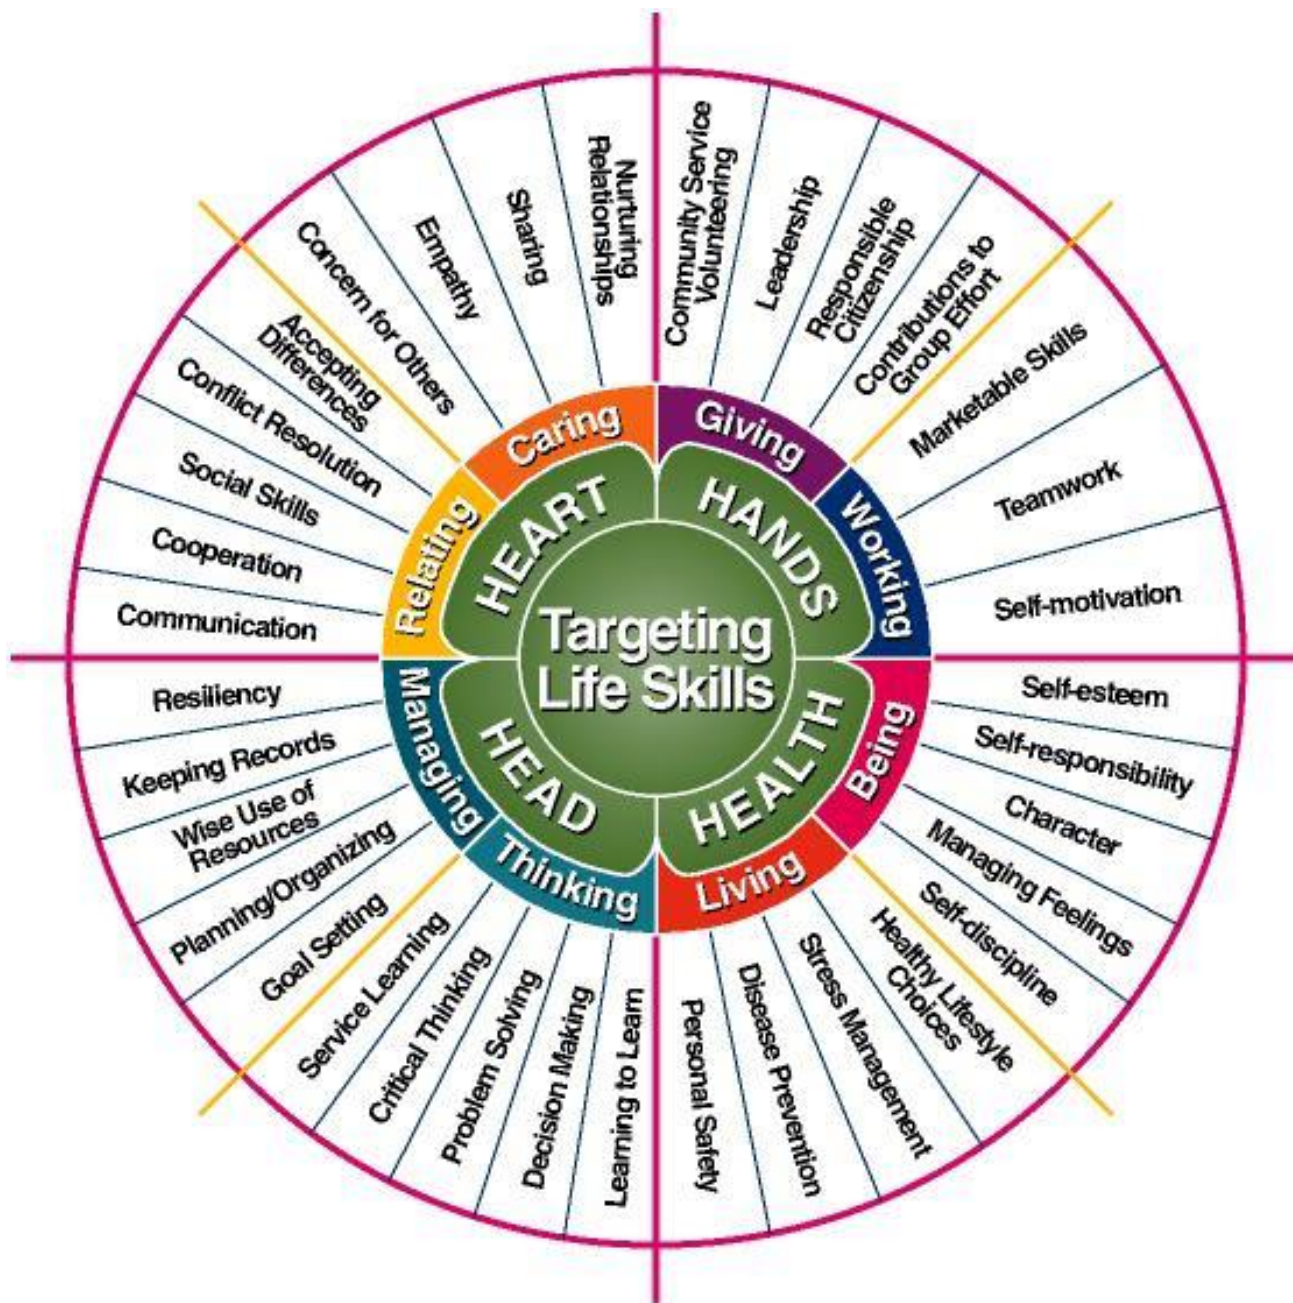 Targeting
Life Skills
HEART
HANDS
HEALTH
HEAD
Caring
Giving
Working
Being
Living
Thinking
Managing
Relating
Community Service
Volunteering
Leadership
Responsible
Citizenship
Contributions to
Group Effort
Marketable Skills
Teamwork
Self-motivation
Self-esteem
Self-responsibility
Character
Managing Feelings
Self-discipline
Healthy Lifestyle
Choices
Stress Management
Disease Prevention
Personal Safety
Learning to Learn
Decision Making
Problem Solving
Critical Thinking
Service Learning
Goal Setting
Planning/Organizing
Wise Use of
Resources
Keeping Records
Resiliency
Communication
Cooperation
Social Skills
Conflict Resolution
Accepting
Differences
Concern for Others
Empathy
Sharing
Nurturing
Relationships